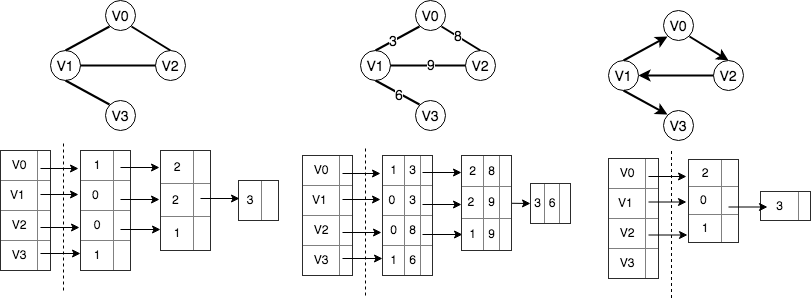 V0
V1 V2
V3
V0 1 2
V1 0 2 3
V2 0 1
V3 1
V0
3 8
V1 9 V2
6
V3
V0 1 3 2 8
V1 0 3 2 9 3 6
V2 0 8 1 9
V3 1 6
V0
V1 V2
V3
V0 2
V1 0 3
V2 1
V3